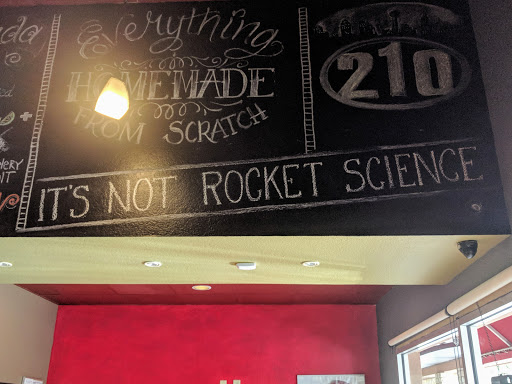 Everything
HOMEMADE
FROM SCRATCH
210
IT'S NOT ROCKET SCIENCE